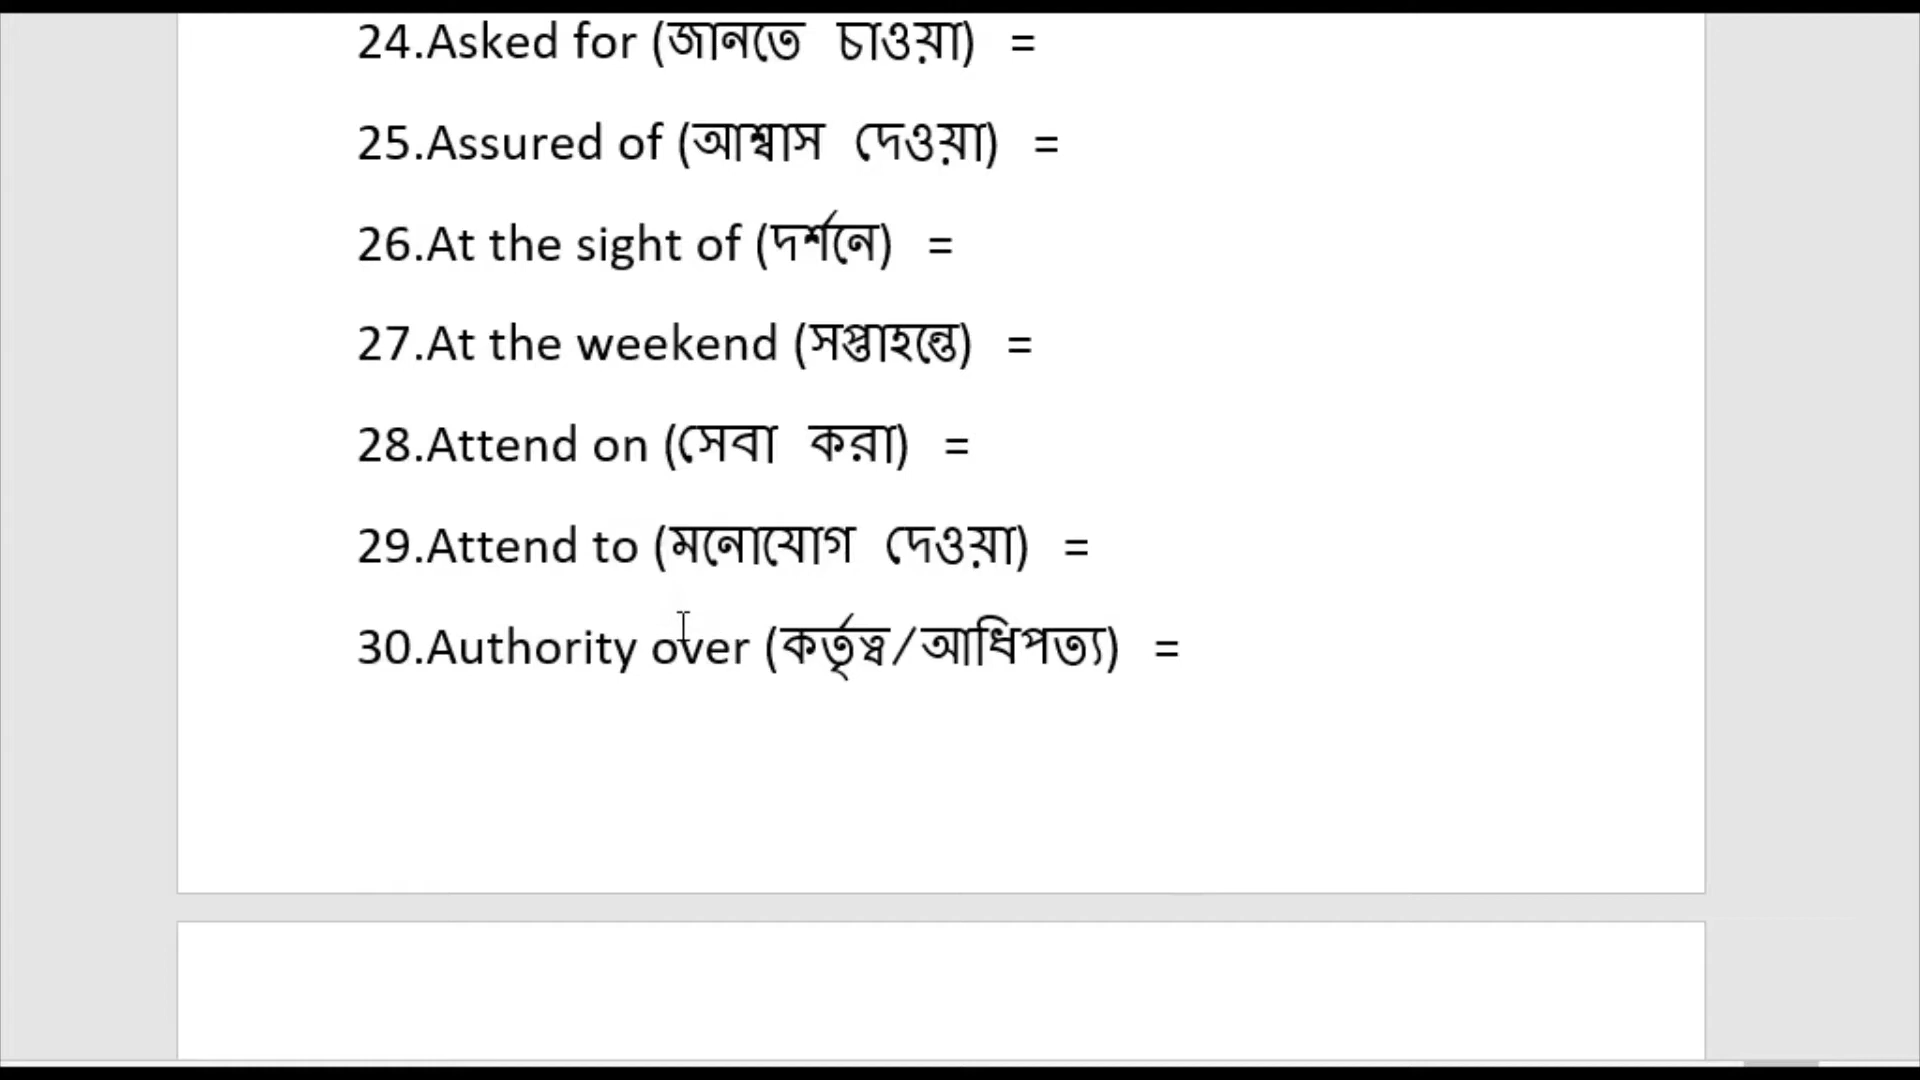 24.Asked for (জানতে চাওয়া) =
25.Assured of (আশ্বাস দেওয়া) =
26.At the sight of (দর্শনে) =
27.At the weekend (সপ্তাহন্তে) =
28.Attend on (সেবা করা) =
29.Attend to (মনোযোগ দেওয়া) =
30.Authority over (কর্তৃত্ব/আধিপত্য) =